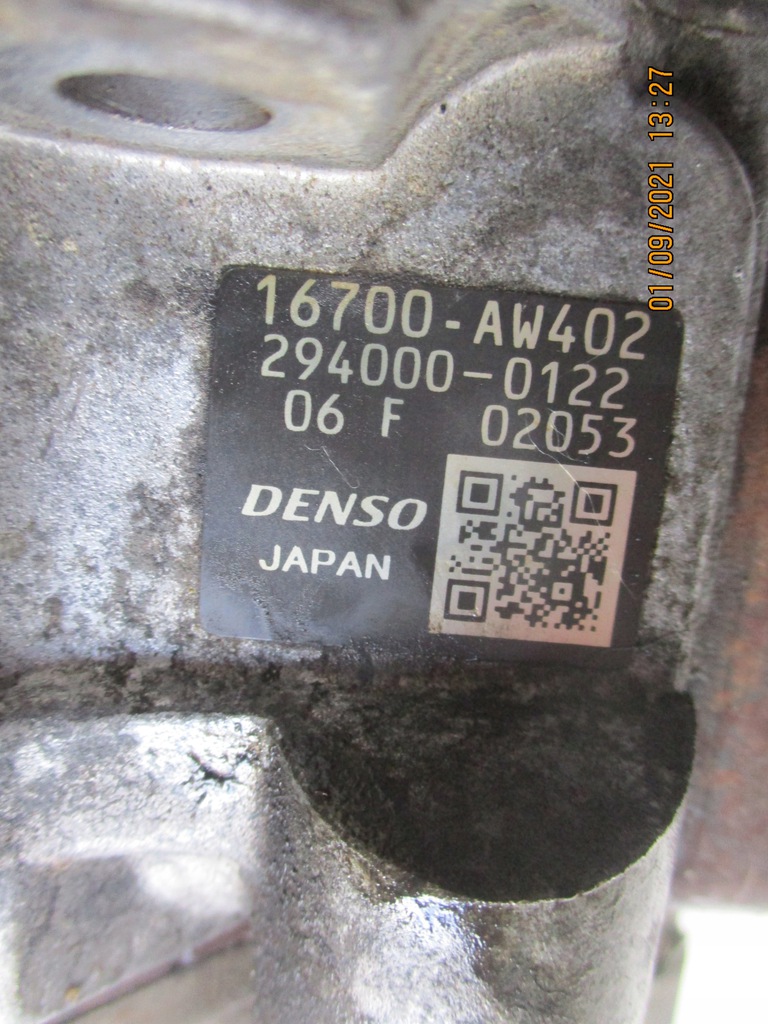 16700-AW402
294000-0122
06 F 02053
DENSO
JAPAN
01/09/2021 13:27